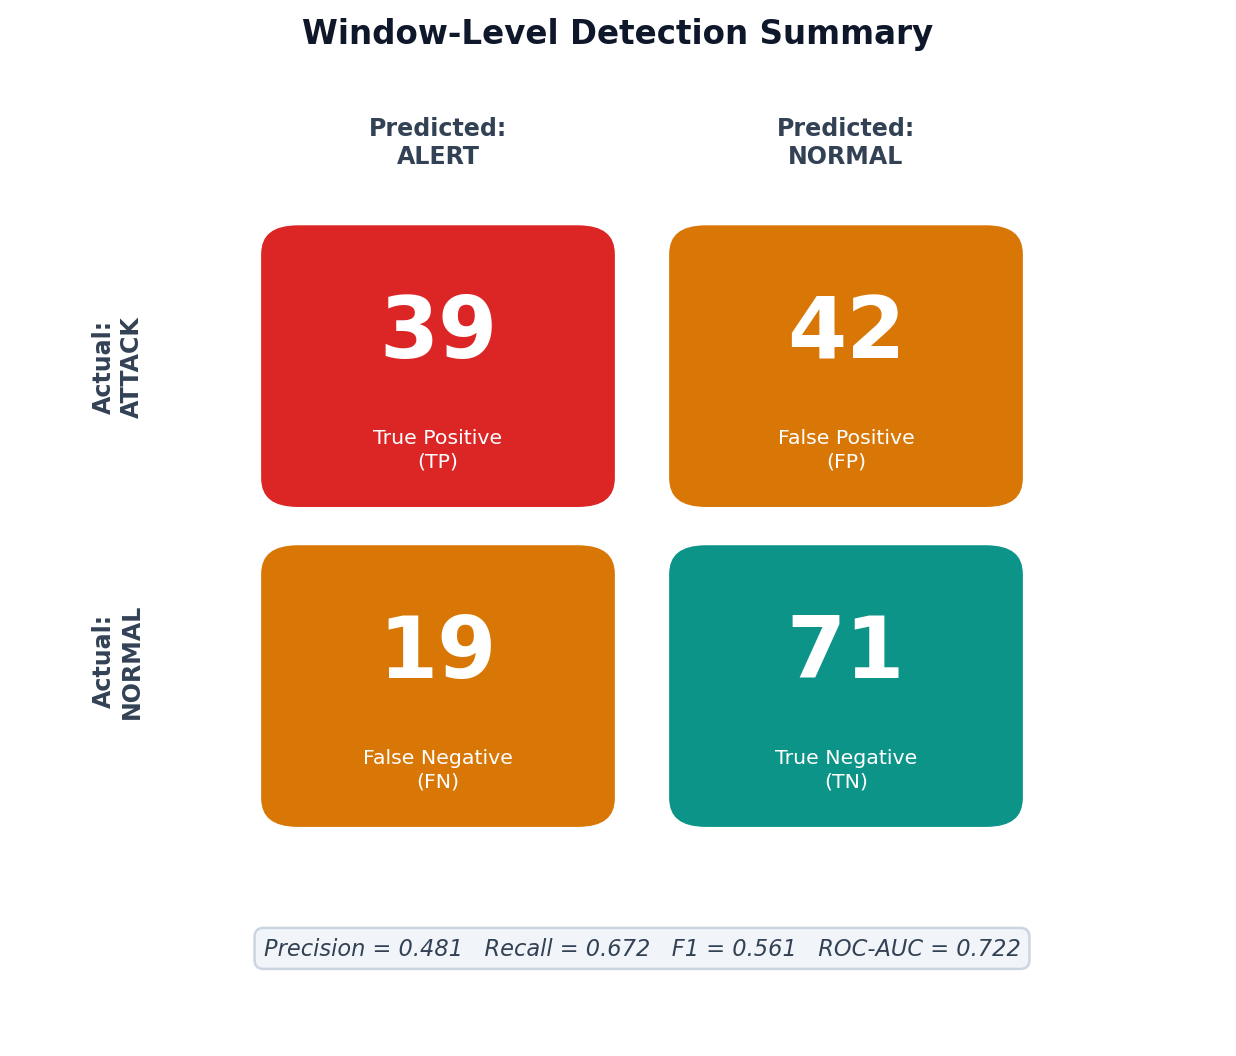 Window-Level Detection Summary
Predicted:
ALERT
Predicted:
NORMAL
Actual:
ATTACK
39
True Positive
(TP)
42
False Positive
(FP)
Actual:
NORMAL
19
False Negative
(FN)
71
True Negative
(TN)
Precision = 0.481   Recall = 0.672   F1 = 0.561   ROC-AUC = 0.722